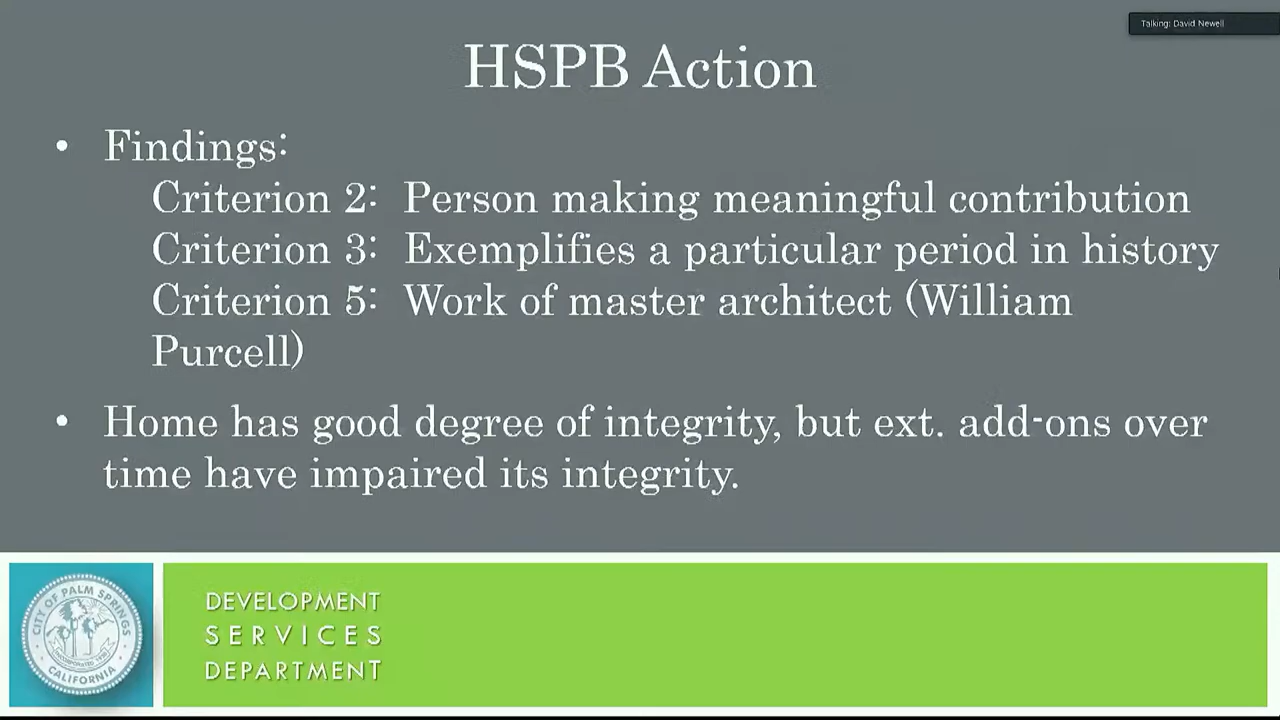 Talking: David Newell
HSPB Action
• Findings:
Criterion 2: Person making meaningful contribution
Criterion 3: Exemplifies a particular period in history
Criterion 5: Work of master architect (William
Purcell)
• Home has good degree of integrity, but ext. add-ons over
time have impaired its integrity.
CITY OF PALM SPRINGS
CALIFORNIA
DEVELOPMENT
SERVICES
DEPARTMENT